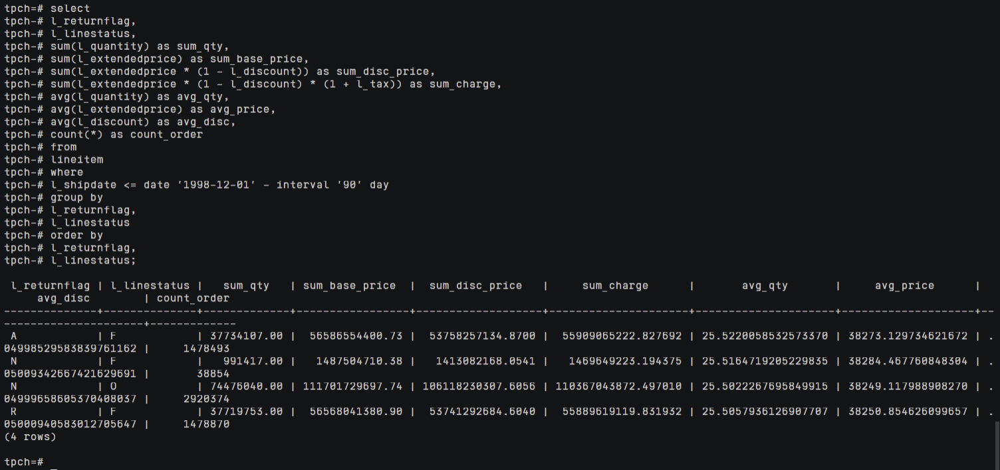 tpch=# select
tpch-# l_returnflag,
tpch-# l_linestatus,
tpch-# sum(l_quantity) as sum_qty,
tpch-# sum(l_extendedprice) as sum_base_price,
tpch-# sum(l_extendedprice * (1 - l_discount)) as sum_disc_price,
tpch-# sum(l_extendedprice * (1 - l_discount) * (1 + l_tax)) as sum_charge,
tpch-# avg(l_quantity) as avg_qty,
tpch-# avg(l_extendedprice) as avg_price,
tpch-# avg(l_discount) as avg_disc,
tpch-# count(*) as count_order
tpch-# from
tpch-# lineitem
tpch-# where
tpch-# l_shipdate <= date '1998-12-01' - interval '90' day
tpch-# group by
tpch-# l_returnflag,
tpch-# l_linestatus
tpch-# order by
tpch-# l_returnflag,
tpch-# l_linestatus;

 l_returnflag | l_linestatus |   sum_qty   | sum_base_price  |  sum_disc_price   |     sum_charge      |       avg_qty       |     avg_price      |
     avg_disc        | count_order
--------------+--------------+-------------+-----------------+-------------------+---------------------+---------------------+--------------------+--
---------------------+-------------
 A            | F            | 37734107.00 |  56586554400.73 |  53758257134.8700 |  55909065222.827692 | 25.5220058532573370 | 38273.129734621672 | .
04998529583839761162 |     1478493
 N            | F            |   991417.00 |   1487504710.38 |   1413082168.0541 |   1469649223.194375 | 25.5164719205229835 | 38284.467760848304 | .
05009342667421629691 |       38854
 N            | O            | 74476040.00 | 111701729697.74 | 106118230307.6056 | 110367043872.497010 | 25.5022267695849915 | 38249.117988908270 | .
04999658605370408037 |     2920374
 R            | F            | 37719753.00 |  56568041380.90 |  53741292684.6040 |  55889619119.831932 | 25.5057936126907707 | 38250.854626099657 | .
05000940583012705647 |     1478870
(4 rows)

tpch=#